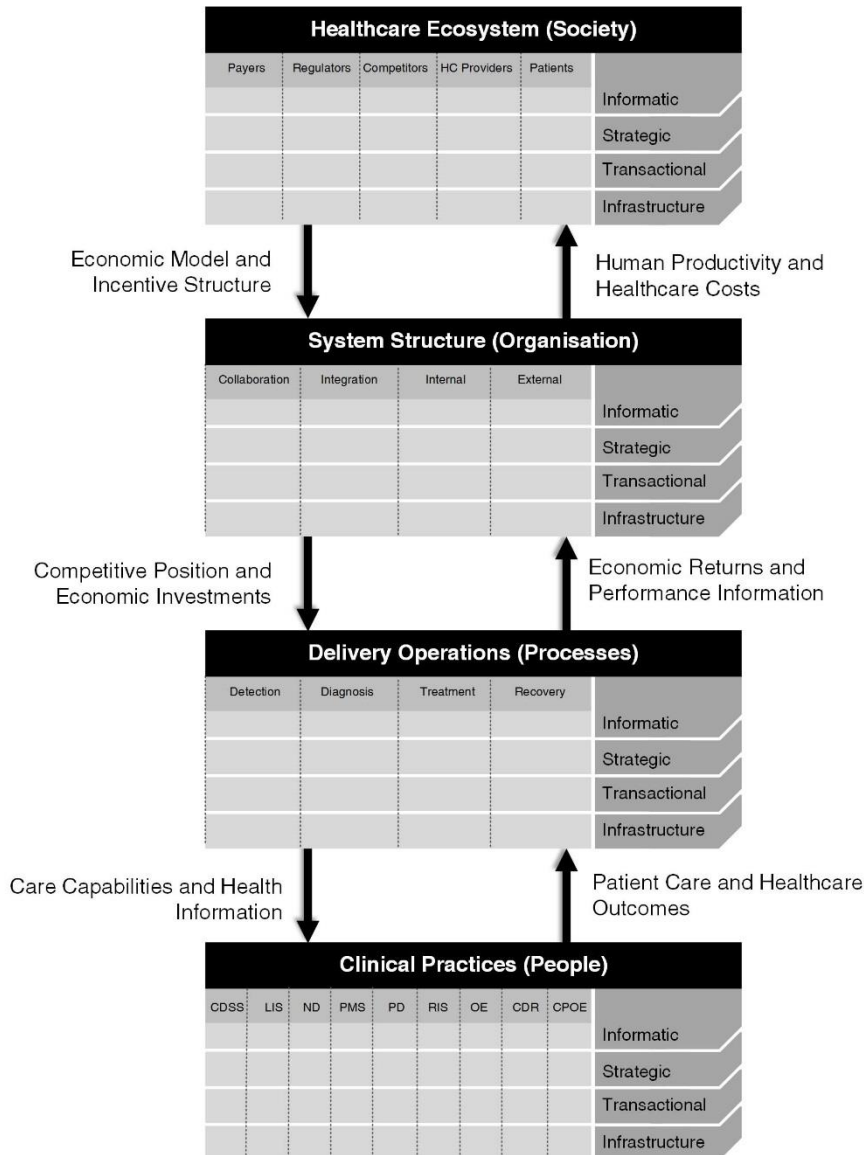 Healthcare Ecosystem (Society)
Payers Regulators Competitors HC Providers Patients
Informatic
Strategic
Transactional
Infrastructure
Economic Model and
Incentive Structure
Human Productivity and
Healthcare Costs
System Structure (Organisation)
Collaboration Integration Internal External
Informatic
Strategic
Transactional
Infrastructure
Competitive Position and
Economic Investments
Economic Returns and
Performance Information
Delivery Operations (Processes)
Detection Diagnosis Treatment Recovery
Informatic
Strategic
Transactional
Infrastructure
Care Capabilities and Health
Information
Patient Care and Healthcare
Outcomes
Clinical Practices (People)
CDSS LIS ND PMS PD RIS OE CDR CPOE
Informatic
Strategic
Transactional
Infrastructure